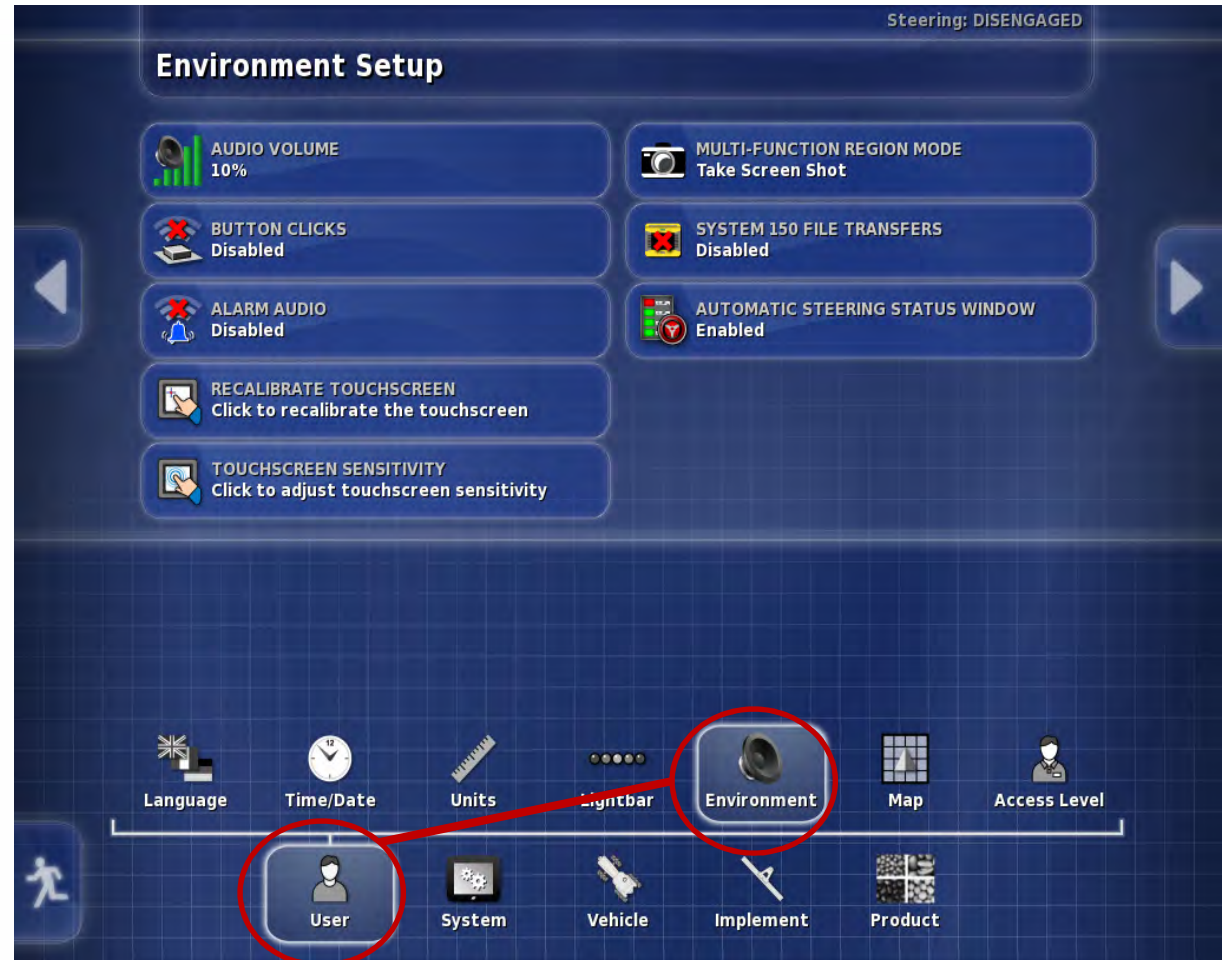 Steering: DISENGAGED
Environment Setup
AUDIO VOLUME
10%
MULTI-FUNCTION REGION MODE
Take Screen Shot
BUTTON CLICKS
Disabled
SYSTEM 150 FILE TRANSFERS
Disabled
ALARM AUDIO
Disabled
AUTOMATIC STEERING STATUS WINDOW
Enabled
RECALIBRATE TOUCHSCREEN
Click to recalibrate the touchscreen
TOUCHSCREEN SENSITIVITY
Click to adjust touchscreen sensitivity
12
Language Time/Date Units Lightbar Environment Map Access Level
User System Vehicle Implement Product